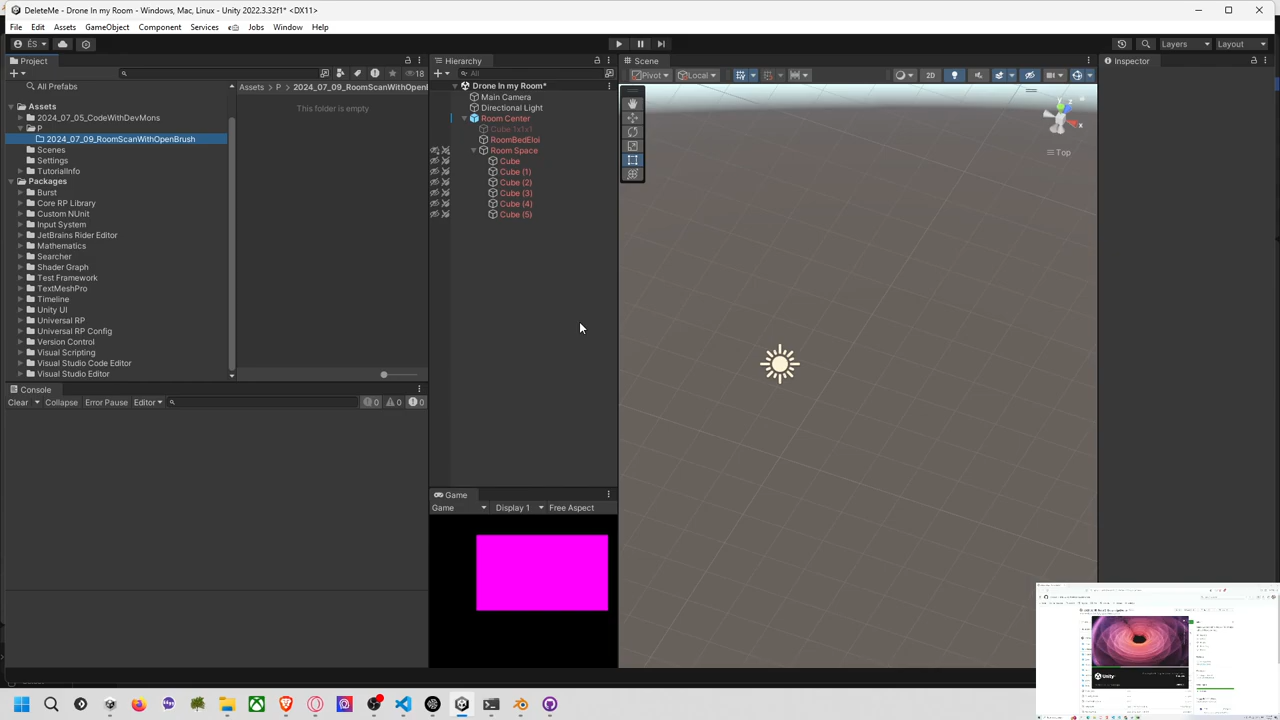 DeleteMe - Drone In my Room - Windows, Mac, Linux - Unity 2022.3.32f1* <DX11>
File Edit Assets GameObject Component Services Jobs Window Help
ÉS Layers Layout
Project
18
All Prefabs
Assets
2024_07_05_CodeWithDevMons
P
2024_07_09_RoomScanWithOpenBrush
Scenes
Settings
TutorialInfo
Packages
Burst
Core RP Library
Custom NUnit
Input System
JetBrains Rider Editor
Mathematics
Searcher
Shader Graph
Test Framework
TextMeshPro
Timeline
Unity UI
Universal RP
Universal RP Config
Version Control
Visual Scripting
Visual Studio Code Editor
Visual Studio Editor
Assets P 2024_07_09_RoomScanWithOpenl
This folder is empty
Console
Clear Collapse Error Pause Editor 0 0 0
Hierarchy
All
Drone In my Room*
Main Camera
Directional Light
Room Center
Cube 1x1x1
RoomBedEloi
Room Space
Cube
Cube (1)
Cube (2)
Cube (3)
Cube (4)
Cube (5)
Game
Game Display 1 Free Aspect
Scene
Pivot Local 2D
y
z
x
Top
Inspector
Unity